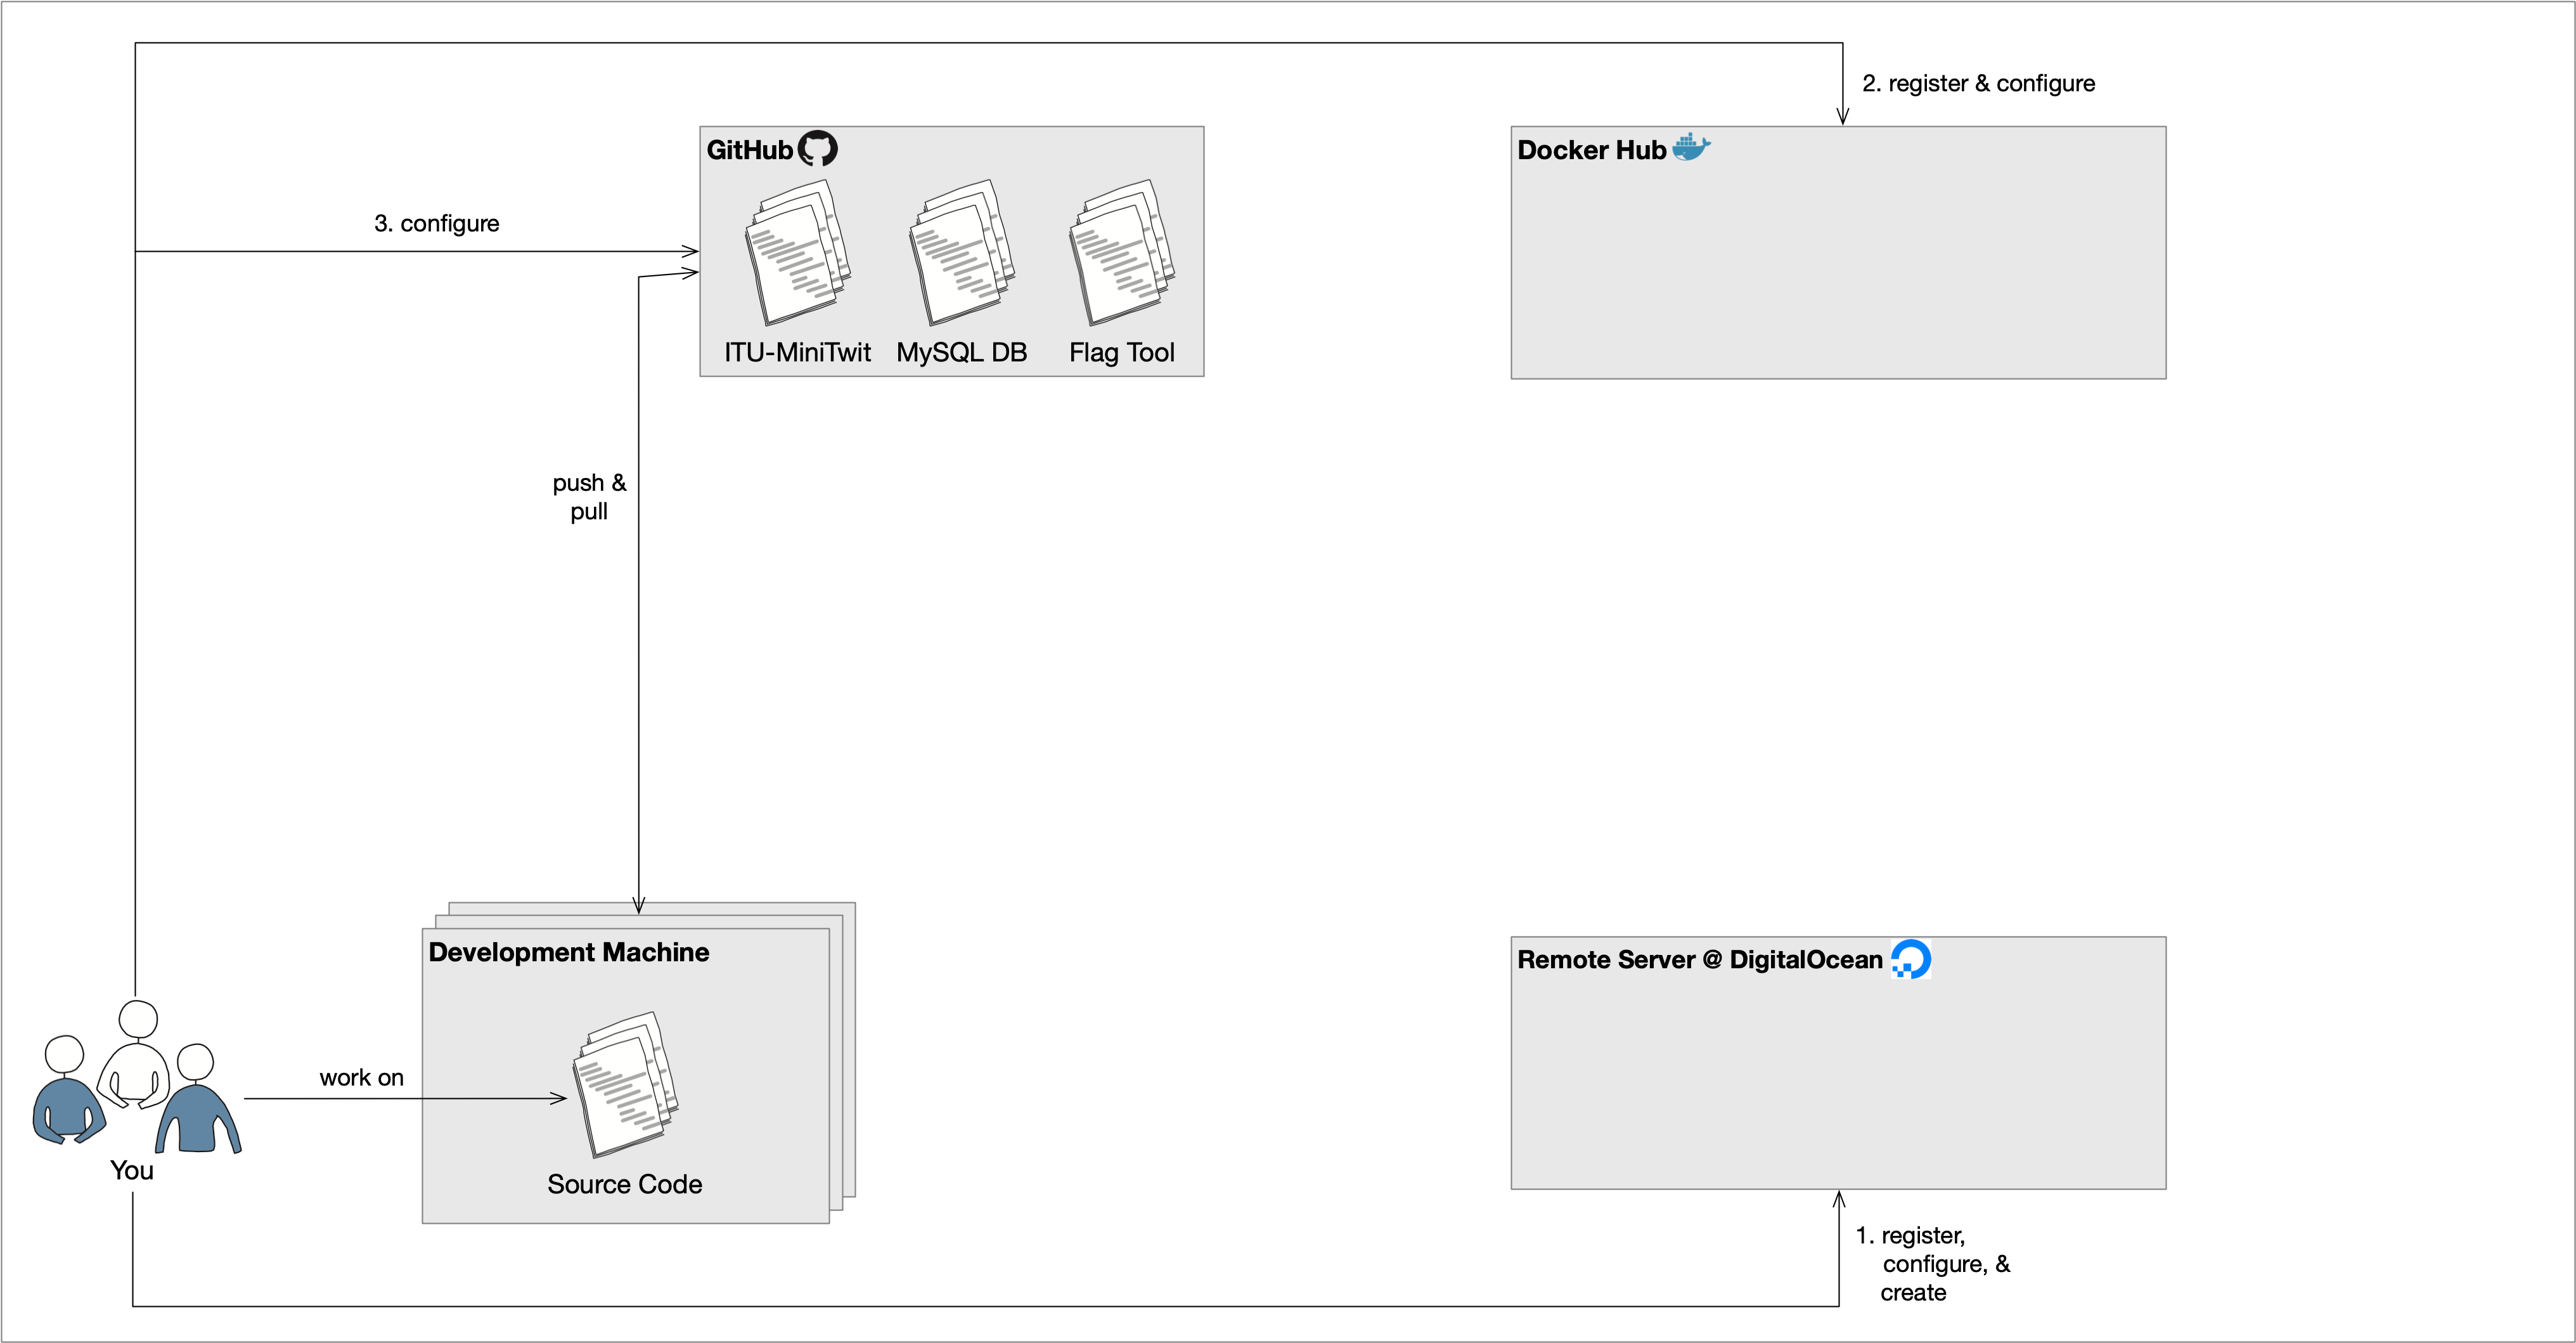 2. register & configure
GitHub
Docker Hub
3. configure
ITU-MiniTwit
MySQL DB
Flag Tool
push &
pull
Development Machine
Remote Server @ DigitalOcean
work on
You
Source Code
1. register,
configure, &
create